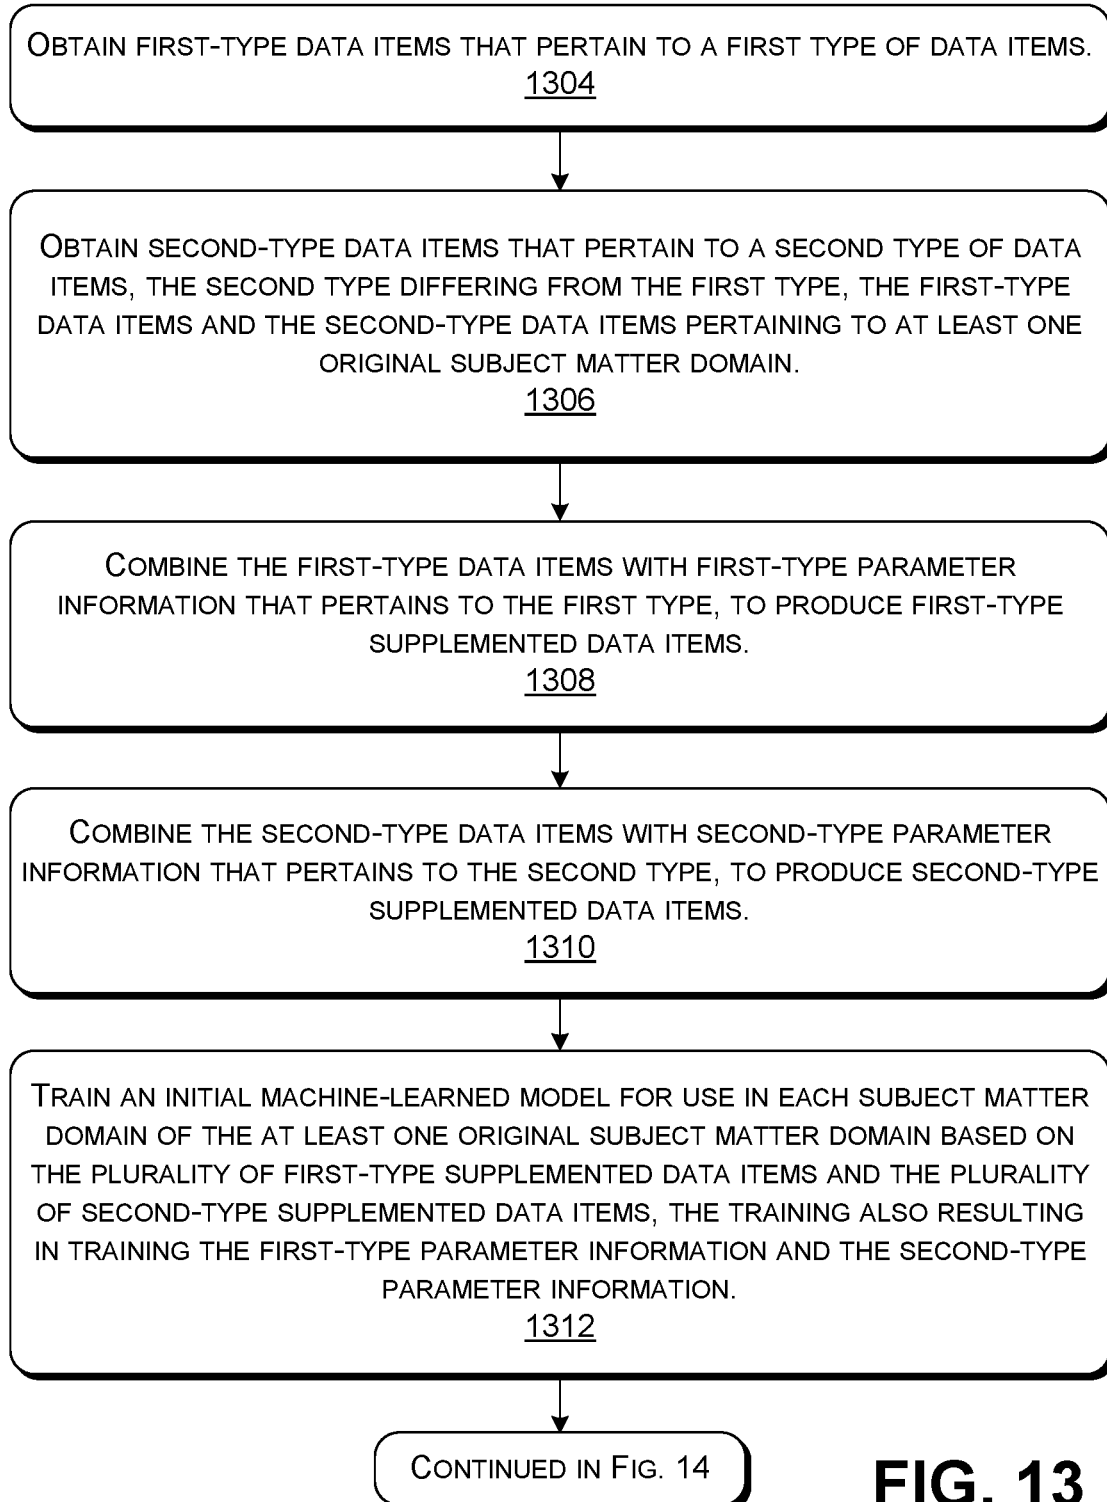 OBTAIN FIRST-TYPE DATA ITEMS THAT PERTAIN TO A FIRST TYPE OF DATA ITEMS.
1304
OBTAIN SECOND-TYPE DATA ITEMS THAT PERTAIN TO A SECOND TYPE OF DATA
ITEMS, THE SECOND TYPE DIFFERING FROM THE FIRST TYPE, THE FIRST-TYPE
DATA ITEMS AND THE SECOND-TYPE DATA ITEMS PERTAINING TO AT LEAST ONE
ORIGINAL SUBJECT MATTER DOMAIN.
1306
COMBINE THE FIRST-TYPE DATA ITEMS WITH FIRST-TYPE PARAMETER
INFORMATION THAT PERTAINS TO THE FIRST TYPE, TO PRODUCE FIRST-TYPE
SUPPLEMENTED DATA ITEMS.
1308
COMBINE THE SECOND-TYPE DATA ITEMS WITH SECOND-TYPE PARAMETER
INFORMATION THAT PERTAINS TO THE SECOND TYPE, TO PRODUCE SECOND-TYPE
SUPPLEMENTED DATA ITEMS.
1310
TRAIN AN INITIAL MACHINE-LEARNED MODEL FOR USE IN EACH SUBJECT MATTER
DOMAIN OF THE AT LEAST ONE ORIGINAL SUBJECT MATTER DOMAIN BASED ON
THE PLURALITY OF FIRST-TYPE SUPPLEMENTED DATA ITEMS AND THE PLURALITY
OF SECOND-TYPE SUPPLEMENTED DATA ITEMS, THE TRAINING ALSO RESULTING
IN TRAINING THE FIRST-TYPE PARAMETER INFORMATION AND THE SECOND-TYPE
PARAMETER INFORMATION.
1312
CONTINUED IN FIG. 14
FIG. 13